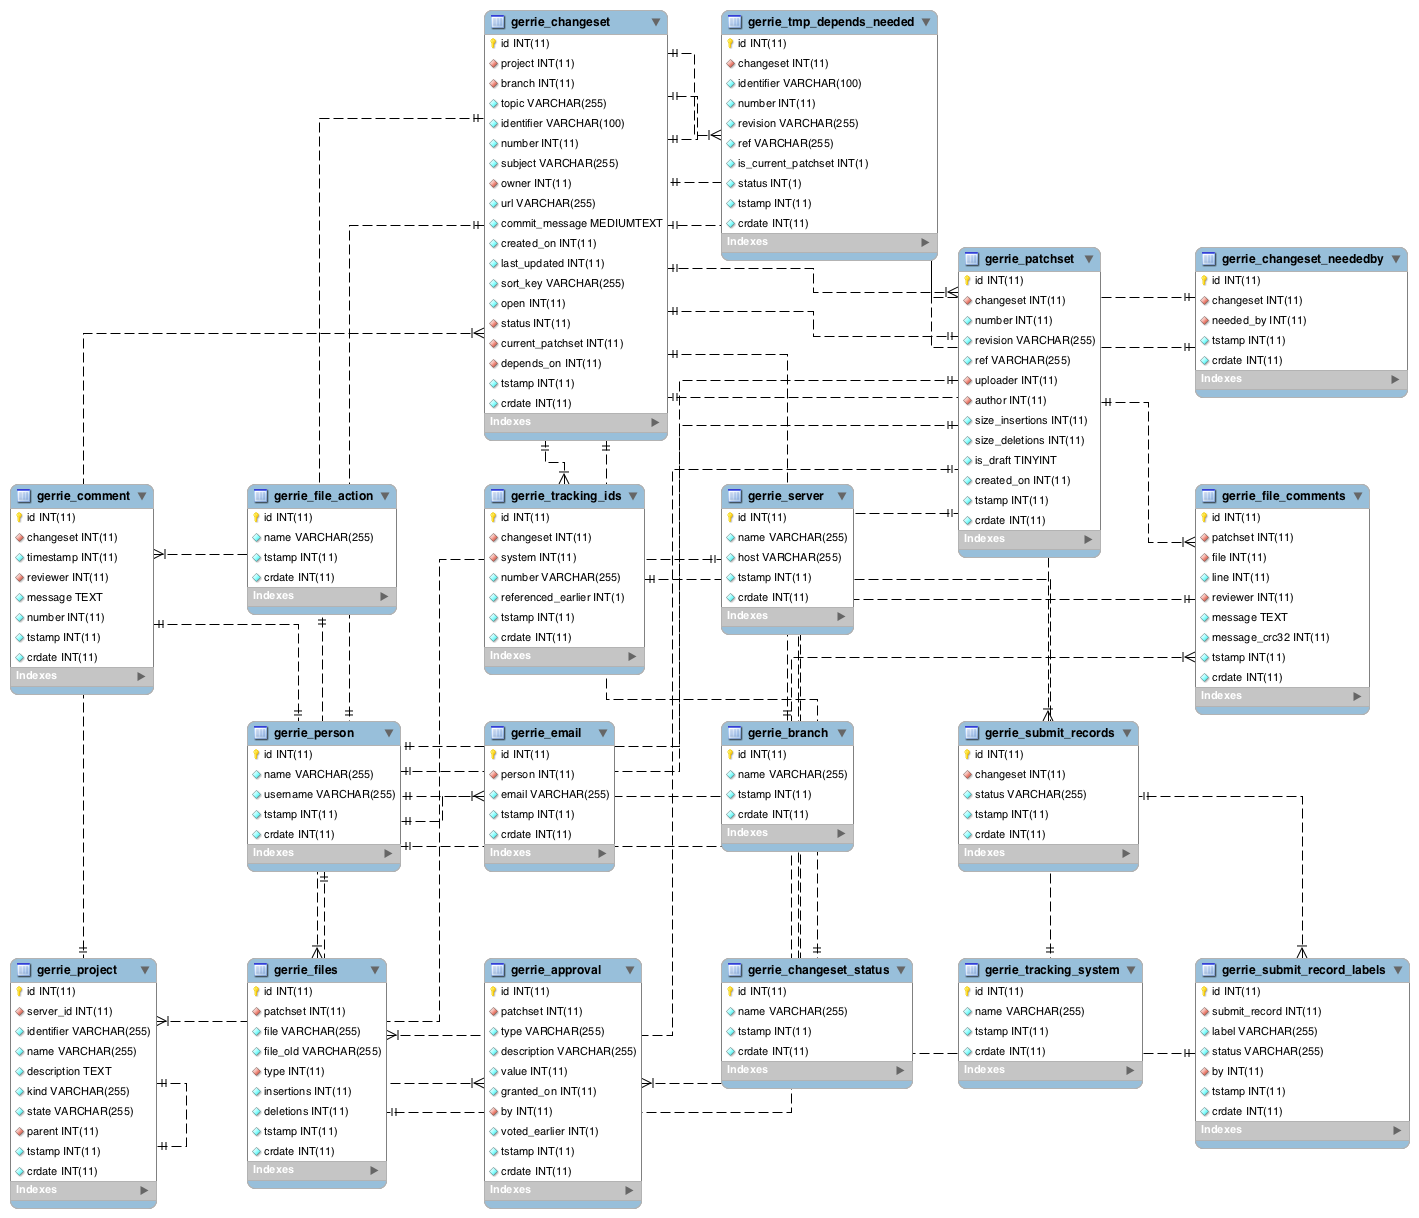 gerrie_changeset
id INT(11)
project INT(11)
branch INT(11)
topic VARCHAR(255)
identifier VARCHAR(100)
number INT(11)
subject VARCHAR(255)
owner INT(11)
url VARCHAR(255)
commit_message MEDIUMTEXT
created_on INT(11)
last_updated INT(11)
sort_key VARCHAR(255)
open INT(11)
status INT(11)
current_patchset INT(11)
depends_on INT(11)
tstamp INT(11)
crdate INT(11)
Indexes
gerrie_tmp_depends_needed
id INT(11)
changeset INT(11)
identifier VARCHAR(100)
number INT(11)
revision VARCHAR(255)
ref VARCHAR(255)
is_current_patchset INT(1)
status INT(1)
tstamp INT(11)
crdate INT(11)
Indexes
gerrie_patchset
id INT(11)
changeset INT(11)
number INT(11)
revision VARCHAR(255)
ref VARCHAR(255)
uploader INT(11)
author INT(11)
size_insertions INT(11)
size_deletions INT(11)
is_draft TINYINT
created_on INT(11)
tstamp INT(11)
crdate INT(11)
Indexes
gerrie_changeset_neededby
id INT(11)
changeset INT(11)
needed_by INT(11)
tstamp INT(11)
crdate INT(11)
Indexes
gerrie_comment
id INT(11)
changeset INT(11)
timestamp INT(11)
reviewer INT(11)
message TEXT
number INT(11)
tstamp INT(11)
crdate INT(11)
Indexes
gerrie_file_action
id INT(11)
name VARCHAR(255)
tstamp INT(11)
crdate INT(11)
Indexes
gerrie_tracking_ids
id INT(11)
changeset INT(11)
system INT(11)
number VARCHAR(255)
referenced_earlier INT(1)
tstamp INT(11)
crdate INT(11)
Indexes
gerrie_server
id INT(11)
name VARCHAR(255)
host VARCHAR(255)
tstamp INT(11)
crdate INT(11)
Indexes
gerrie_file_comments
id INT(11)
patchset INT(11)
file INT(11)
line INT(11)
reviewer INT(11)
message TEXT
message_crc32 INT(11)
tstamp INT(11)
crdate INT(11)
Indexes
gerrie_person
id INT(11)
name VARCHAR(255)
username VARCHAR(255)
tstamp INT(11)
crdate INT(11)
Indexes
gerrie_email
id INT(11)
person INT(11)
email VARCHAR(255)
tstamp INT(11)
crdate INT(11)
Indexes
gerrie_branch
id INT(11)
name VARCHAR(255)
tstamp INT(11)
crdate INT(11)
Indexes
gerrie_submit_records
id INT(11)
changeset INT(11)
status VARCHAR(255)
tstamp INT(11)
crdate INT(11)
Indexes
gerrie_project
id INT(11)
server_id INT(11)
identifier VARCHAR(255)
name VARCHAR(255)
description TEXT
kind VARCHAR(255)
state VARCHAR(255)
parent INT(11)
tstamp INT(11)
crdate INT(11)
Indexes
gerrie_files
id INT(11)
patchset INT(11)
file VARCHAR(255)
file_old VARCHAR(255)
type INT(11)
insertions INT(11)
deletions INT(11)
tstamp INT(11)
crdate INT(11)
Indexes
gerrie_approval
id INT(11)
patchset INT(11)
type VARCHAR(255)
description VARCHAR(255)
value INT(11)
granted_on INT(11)
by INT(11)
voted_earlier INT(1)
tstamp INT(11)
crdate INT(11)
Indexes
gerrie_changeset_status
id INT(11)
name VARCHAR(255)
tstamp INT(11)
crdate INT(11)
Indexes
gerrie_tracking_system
id INT(11)
name VARCHAR(255)
tstamp INT(11)
crdate INT(11)
Indexes
gerrie_submit_record_labels
id INT(11)
submit_record INT(11)
label VARCHAR(255)
status VARCHAR(255)
by INT(11)
tstamp INT(11)
crdate INT(11)
Indexes